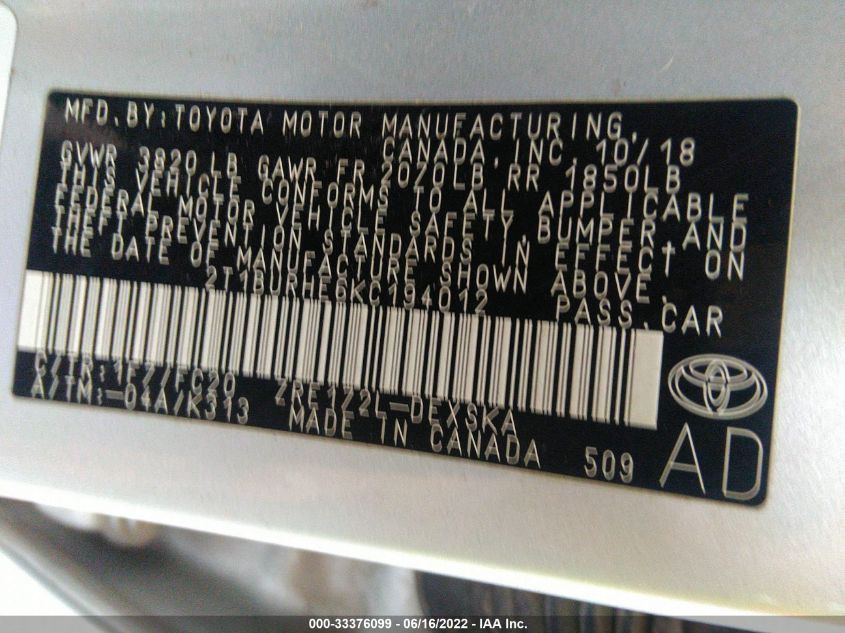 MFD.BY:TOYOTA MOTOR MANUFACTURING,
CANADA,INC.10/18
GVWR 3820 LB GAWR FR 2070LB RR 1850LB
THIS VEHICLE CONFORMS TO ALL APPLICABLE
FEDERAL MOTOR VEHICLE SAFETY,BUMPER,AND
THEFT PREVENTION STANDARDS IN EFFECT ON
THE DATE OF MANUFACTURE SHOWN ABOVE.
2T1BURHE6KC194012 PASS.CAR
C/TR:1F7/FC20 ZRE172L-DEXSKA
A/TM:-04A/K313 MADE IN CANADA 509
AD
000-33376099 - 06/16/2022 - IAA Inc.